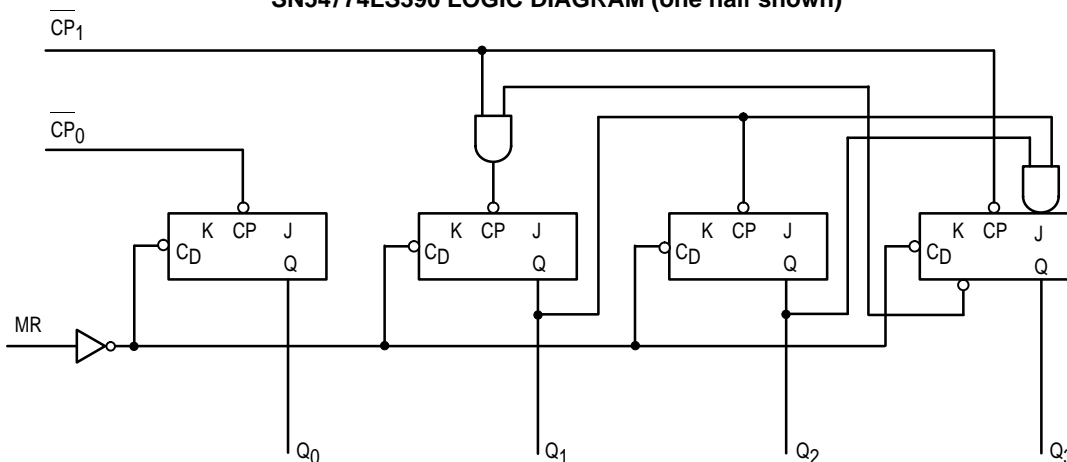 SN54/74LS390 LOGIC DIAGRAM (one half shown)
CP1
CP0
K CP J
CD
Q
K CP J
CD
Q
K CP J
CD
Q
K CP J
CD
Q
MR
Q0
Q1
Q2